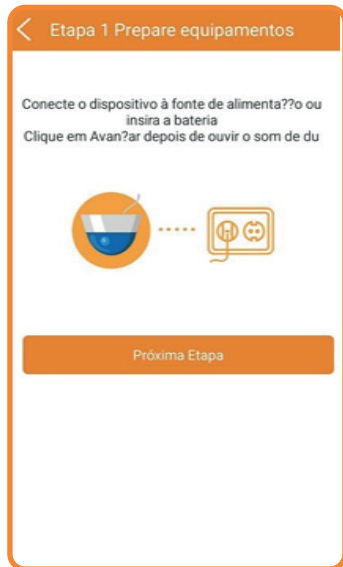 Etapa 1 Prepare equipamentos
Conecte o dispositivo à fonte de alimenta??o ou
insira a bateria
Clique em Avan?ar depois de ouvir o som de du
Próxima Etapa